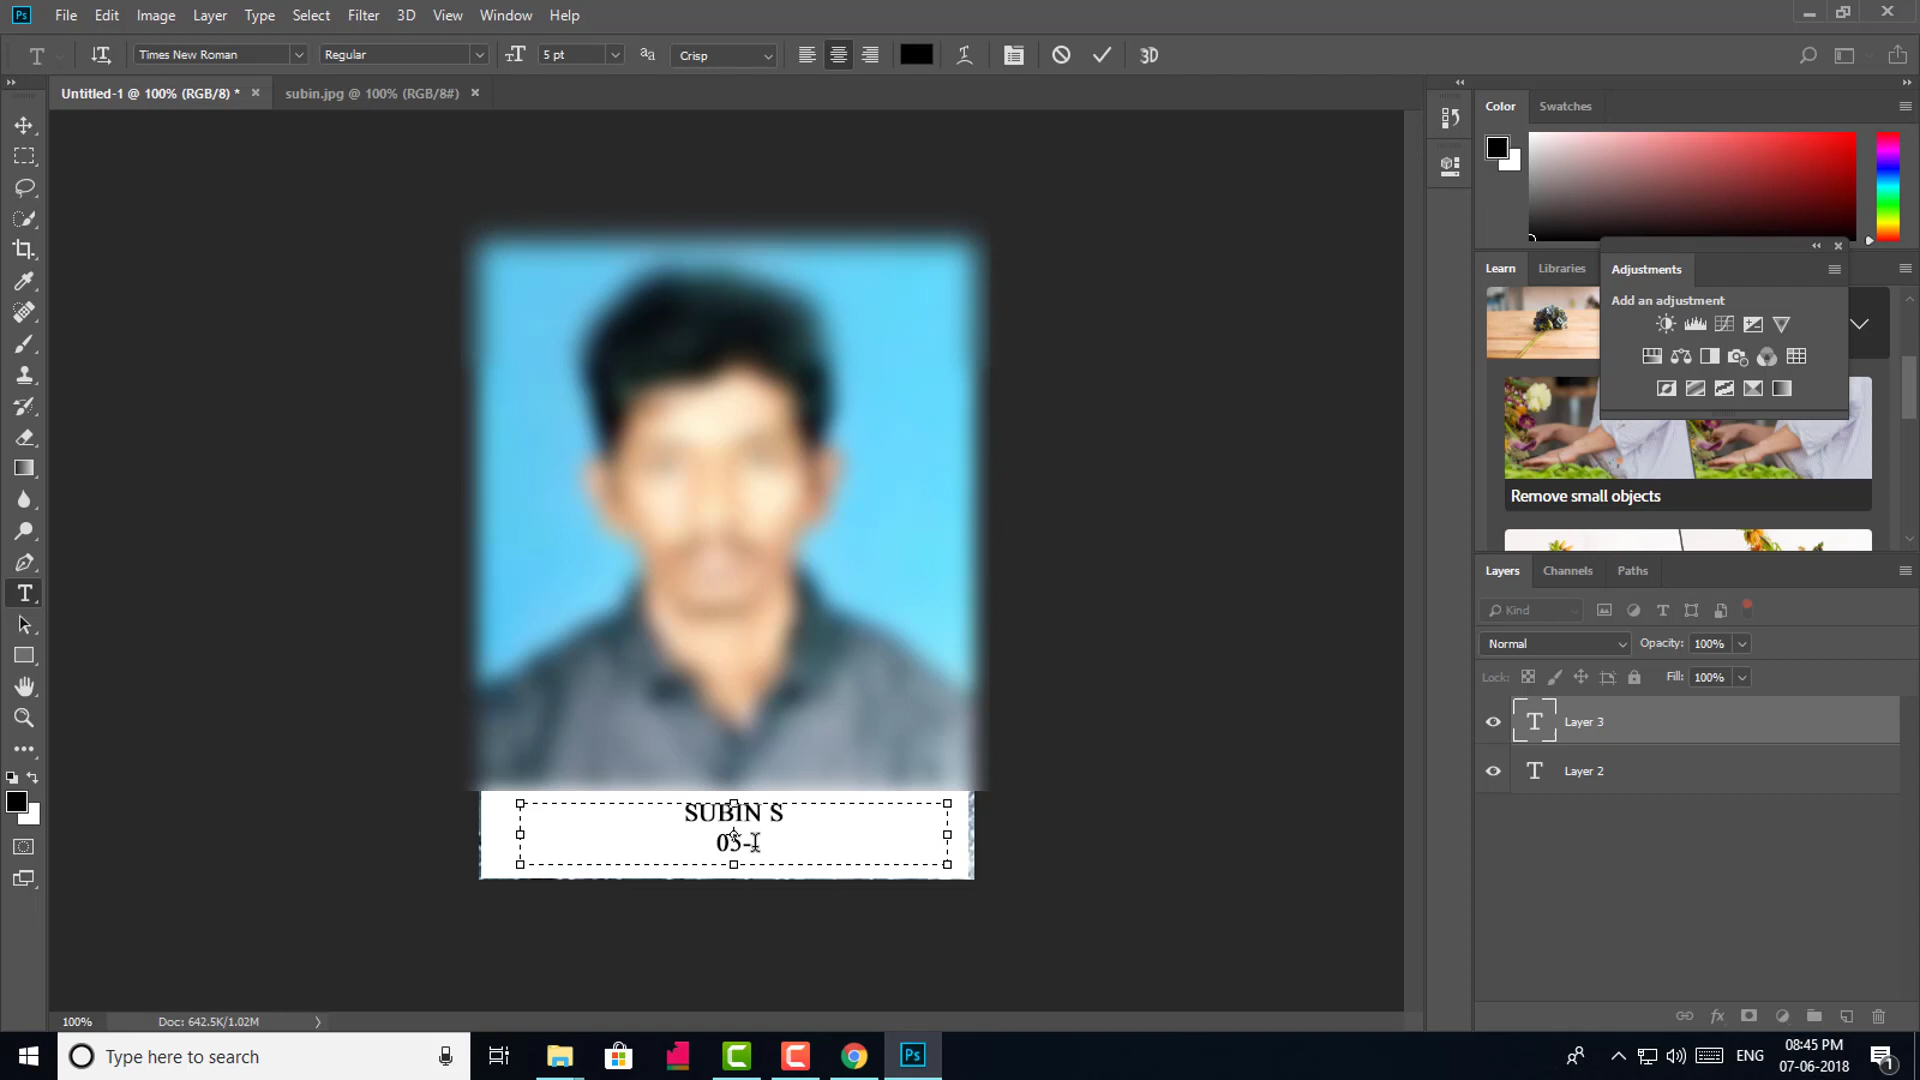 Ps File Edit Image Layer Type Select Filter 3D View Window Help
T Times New Roman Regular 5 pt Crisp 3D
Untitled-1 @ 100% (RGB/8) * subin.jpg @ 100% (RGB/8#)
Color Swatches
Learn Libraries
Adjustments
Add an adjustment
Remove small objects
Layers Channels Paths
Kind
Normal Opacity: 100%
Lock: Fill: 100%
T Layer 3
T Layer 2
SUBIN S
05-
100% Doc: 642.5K/1.02M
Type here to search
Ps
ENG
08:45 PM
07-06-2018
1